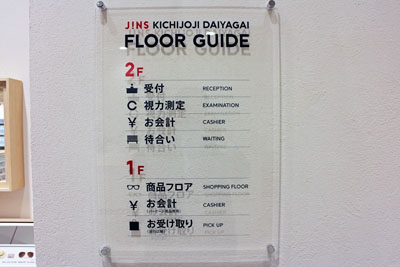 J!NS KICHIJOJI DAIYAGAI
FLOOR GUIDE
2F
受付 RECEPTION
視力測定 EXAMINATION
¥ お会計 CASHIER
待合い WAITING
1F
商品フロア SHOPPING FLOOR
¥ お会計 CASHIER
お受け取り PICK UP